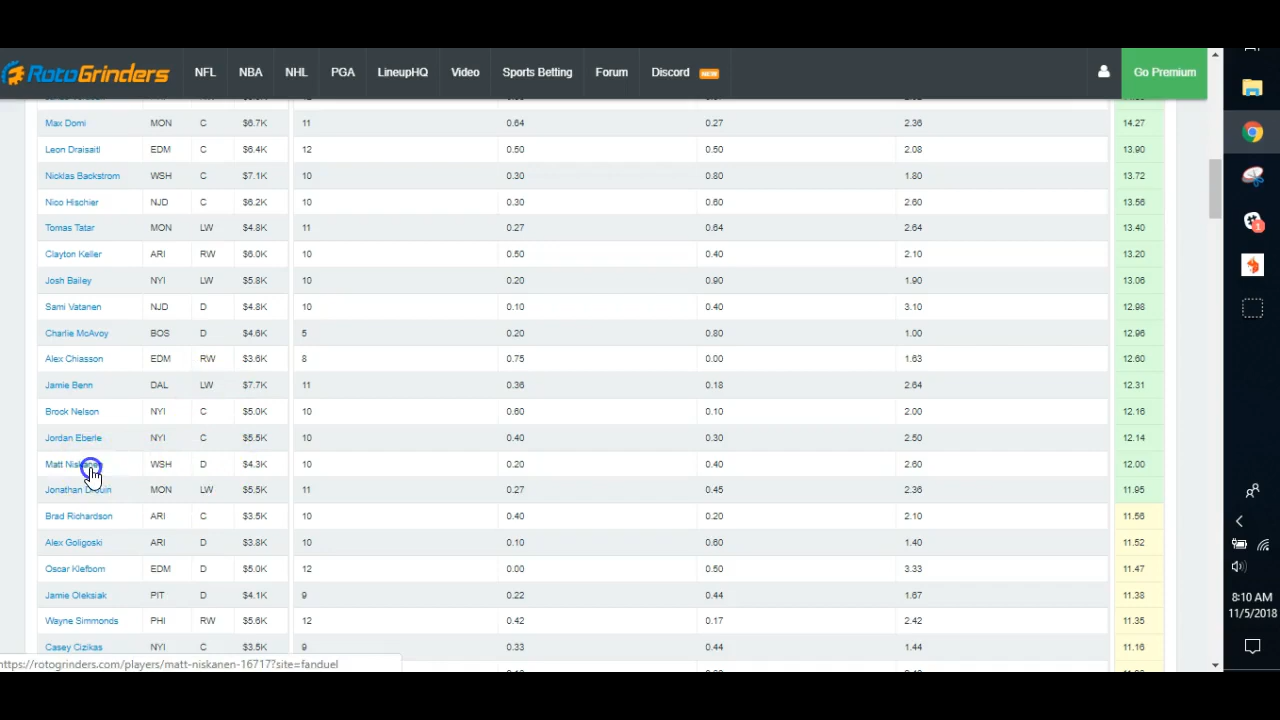 RotoGrinders NFL NBA NHL PGA LineupHQ Video Sports Betting Forum Discord NEW Go Premium
Max Domi MON C $6.7K 11 0.64 0.27 2.36 14.27
Leon Draisaitl EDM C $6.4K 12 0.50 0.50 2.08 13.90
Nicklas Backstrom WSH C $7.1K 10 0.30 0.80 1.80 13.72
Nico Hischier NJD C $6.2K 10 0.30 0.60 2.60 13.56
Tomas Tatar MON LW $4.8K 11 0.27 0.64 2.64 13.40
Clayton Keller ARI RW $6.0K 10 0.50 0.40 2.10 13.20
Josh Bailey NYI LW $5.8K 10 0.20 0.90 1.90 13.06
Sami Vatanen NJD D $4.8K 10 0.10 0.40 3.10 12.98
Charlie McAvoy BOS D $4.6K 5 0.20 0.80 1.00 12.96
Alex Chiasson EDM RW $3.6K 8 0.75 0.00 1.63 12.60
Jamie Benn DAL LW $7.7K 11 0.36 0.18 2.64 12.31
Brock Nelson NYI C $5.0K 10 0.60 0.10 2.00 12.16
Jordan Eberle NYI C $5.5K 10 0.40 0.30 2.50 12.14
Matt Niskanen WSH D $4.3K 10 0.20 0.40 2.60 12.00
Jonathan Drouin MON LW $5.5K 11 0.27 0.45 2.36 11.95
Brad Richardson ARI C $3.5K 10 0.40 0.20 2.10 11.56
Alex Goligoski ARI D $3.8K 10 0.10 0.60 1.40 11.52
Oscar Klefbom EDM D $5.0K 12 0.00 0.50 3.33 11.47
Jamie Oleksiak PIT D $4.1K 9 0.22 0.44 1.67 11.38
Wayne Simmonds PHI RW $5.6K 12 0.42 0.17 2.42 11.35
Casey Cizikas NYI C $3.5K 9 0.33 0.44 1.44 11.16
https://rotogrinders.com/players/matt-niskanen-16717?site=fanduel
8:10 AM
11/5/2018